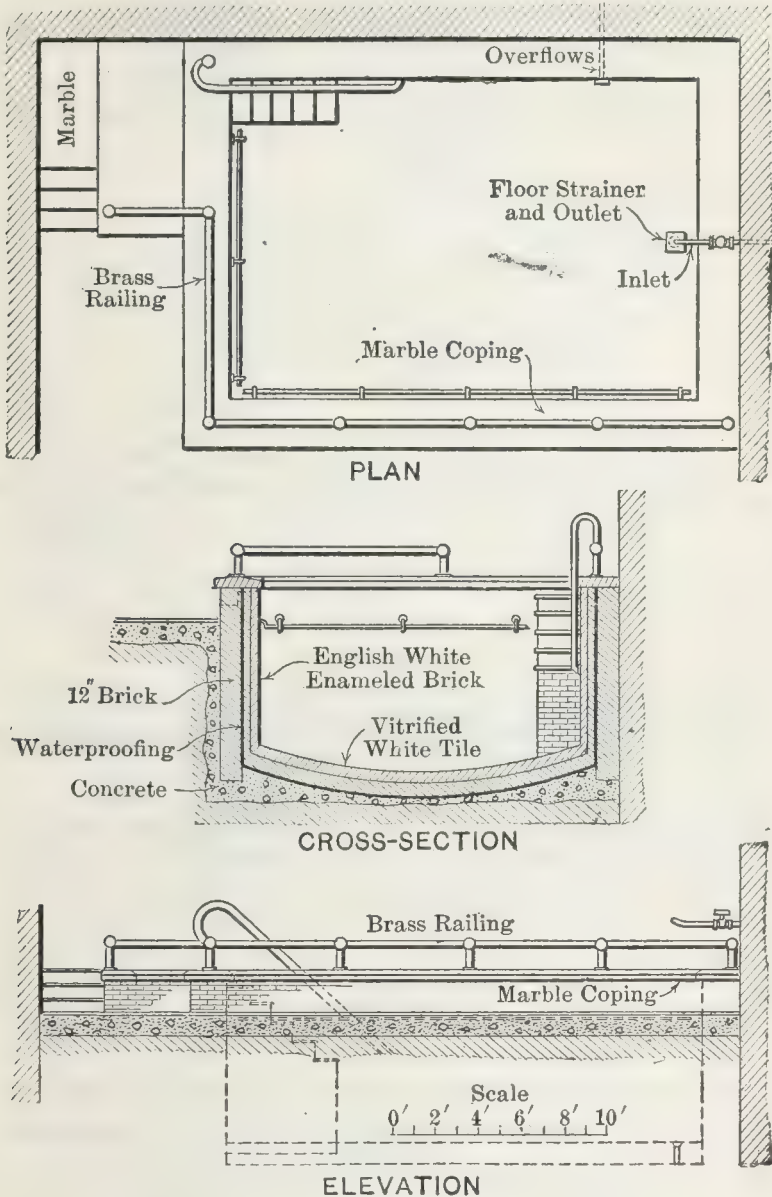 Overflows
Marble
Floor Strainer
and Outlet
Inlet
Brass
Railing
Marble Coping
PLAN
English White
Enameled Brick
12" Brick
Vitrified
White Tile
Waterproofing
Concrete
CROSS-SECTION
Brass Railing
Marble Coping
Scale
0' 2' 4' 6' 8' 10'
ELEVATION